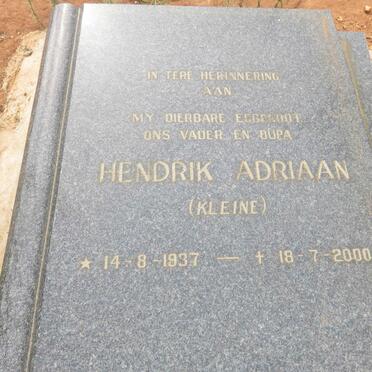 IN TERE HERINNERING
AAN
MY DIERBARE EGGENOOT
ONS VADER EN OUPA
HENDRIK ADRIAAN
(KLEINE)
★ 14-8-1937 — † 18-7-2000